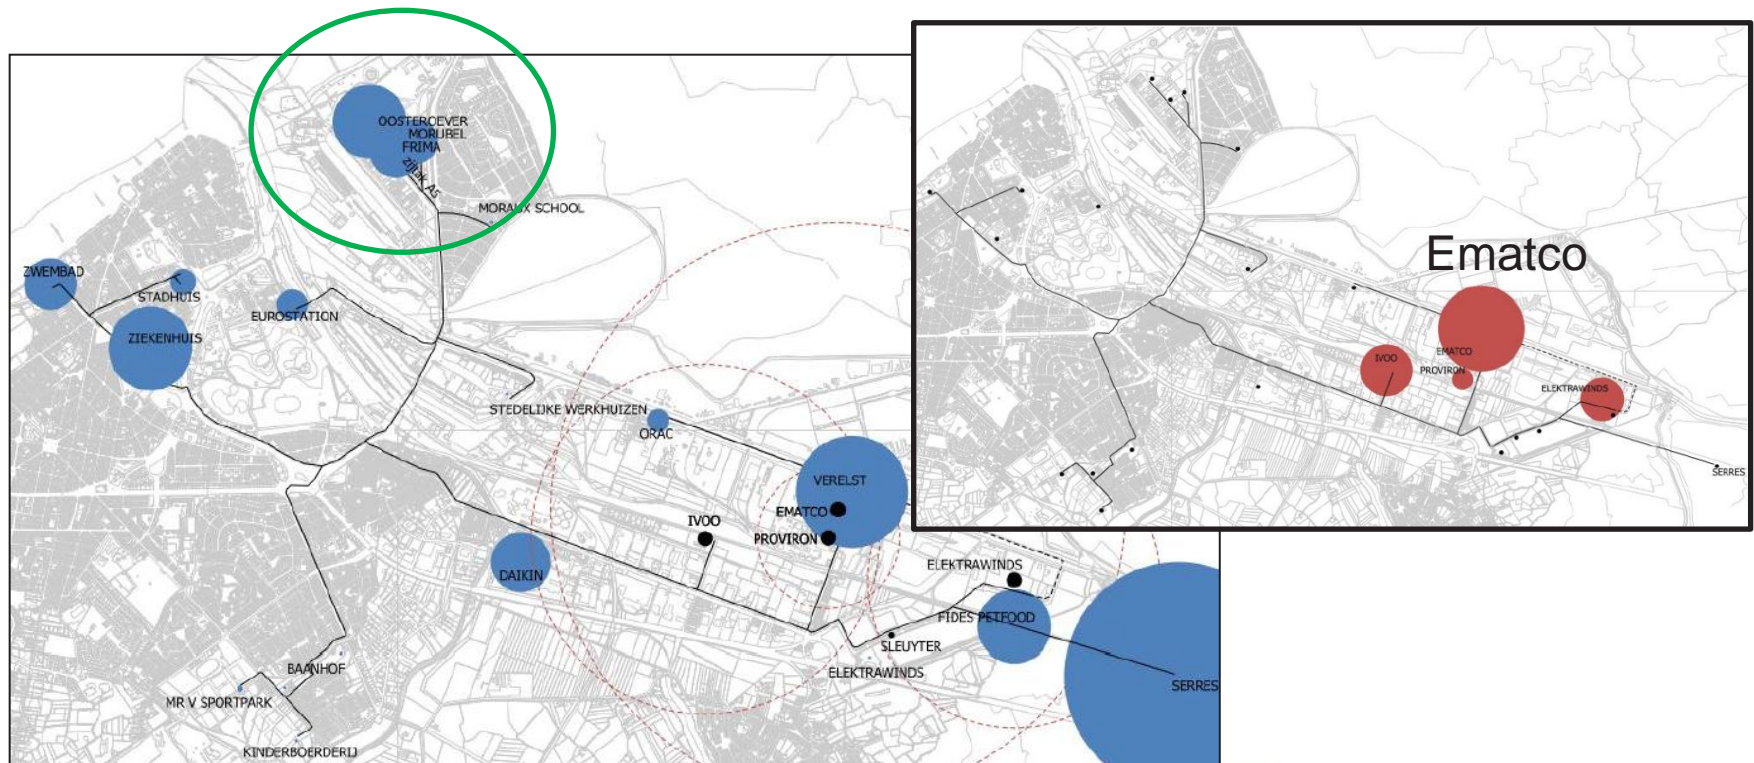 OOSTEROEVER
MORUBEL
FRIMA
zijtak A5
MORAUX SCHOOL
ZWEMBAD
STADHUIS
EUROSTATION
ZIEKENHUIS
STEDELIJKE WERKHUIZEN
ORAC
VERELST
EMATCO
IVOO
PROVIRON
DAIKIN
ELEKTRAWINDS
FIDES PETFOOD
SLEUYTER
ELEKTRAWINDS
SERRES
BAANHOF
MR V SPORTPARK
KINDERBOERDERIJ
Ematco
IVOO
EMATCO
PROVIRON
ELEKTRAWINDS
SERRES